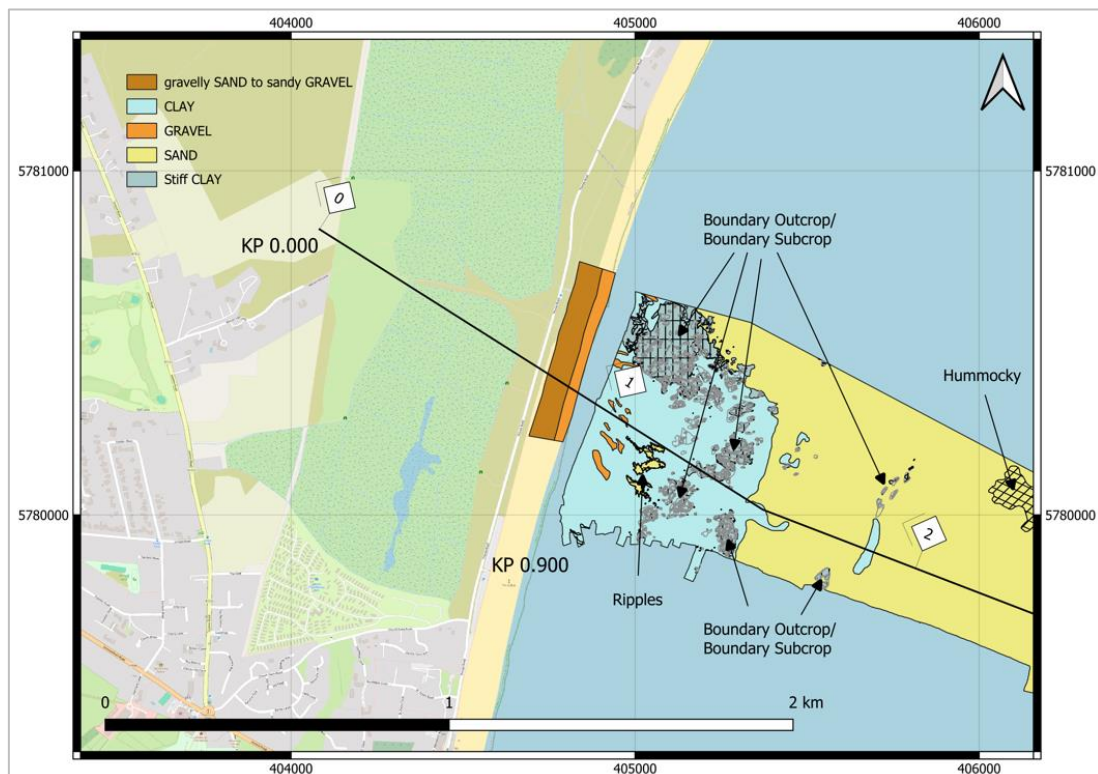 404000
405000
406000
gravelly SAND to sandy GRAVEL
CLAY
GRAVEL
SAND
Stiff CLAY
5781000
5781000
0
KP 0.000
Boundary Outcrop/
Boundary Subcrop
Hummocky
1
5780000
5780000
2
KP 0.900
Ripples
Boundary Outcrop/
Boundary Subcrop
0
1
2 km
404000
405000
406000